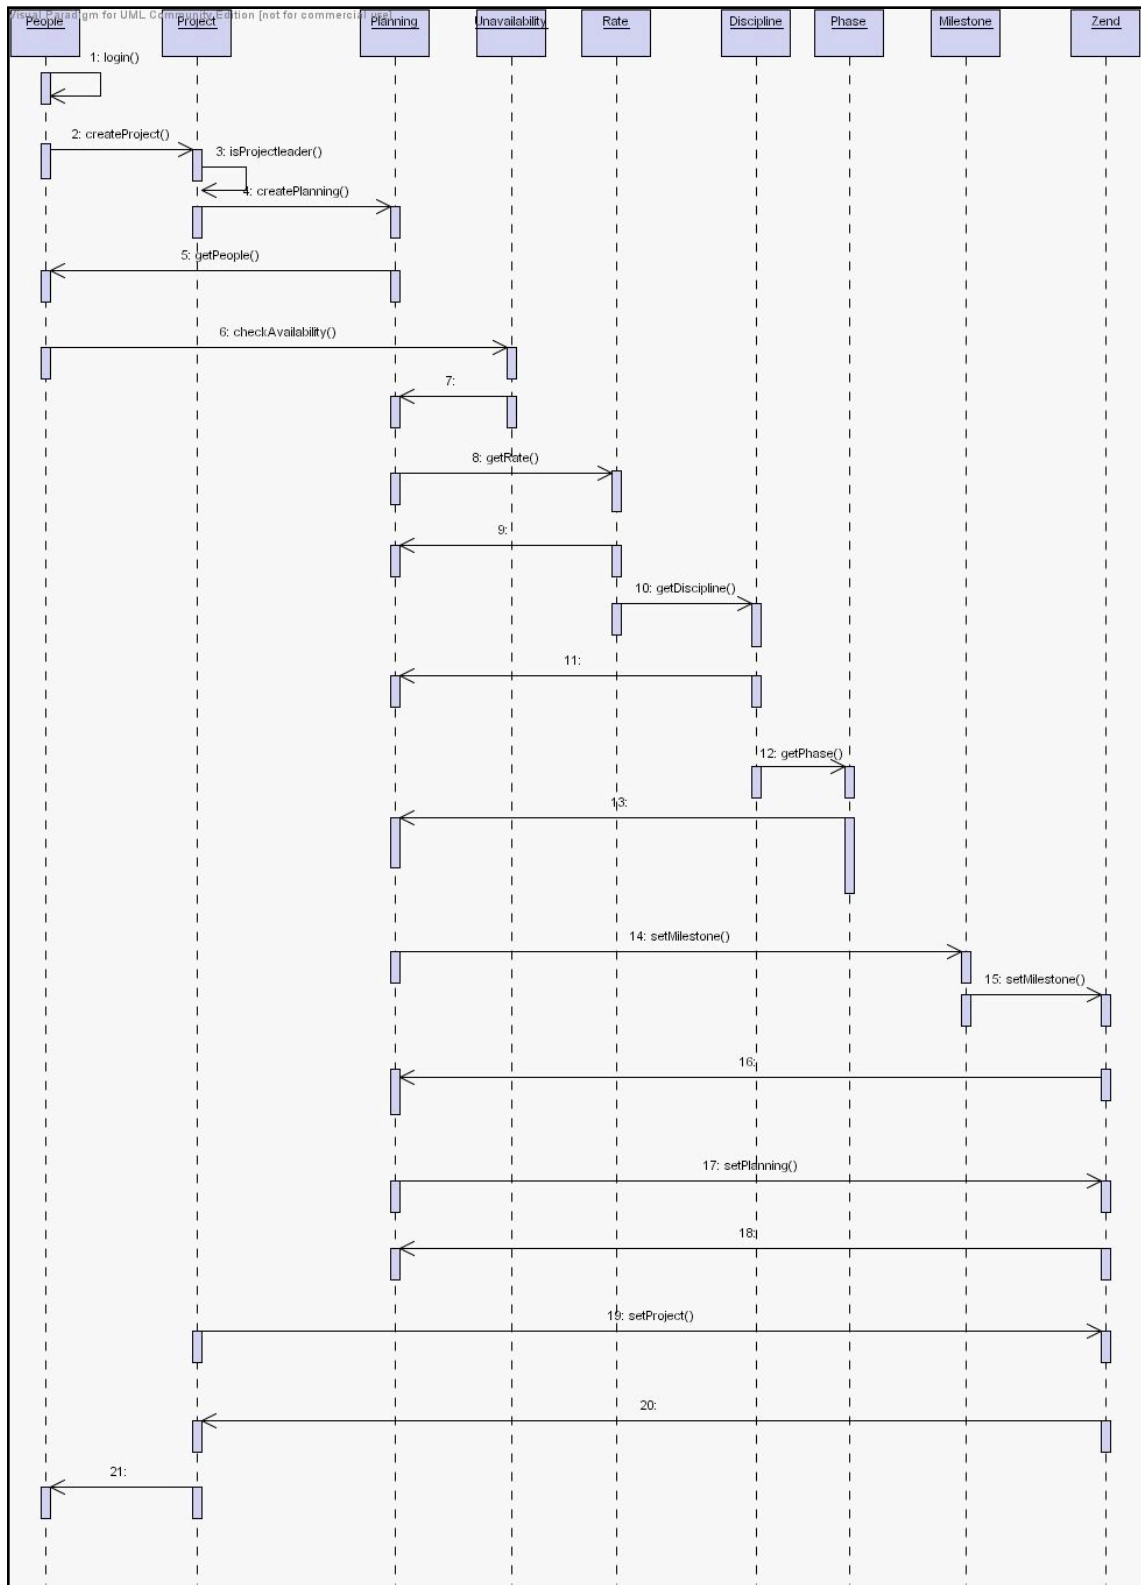 Visual Paradigm for UML Community Edition [not for commercial use]
People
Project
Planning
Unavailability
Rate
Discipline
Phase
Milestone
Zend
1: login()
2: createProject()
3: isProjectleader()
4: createPlanning()
5: getPeople()
6: checkAvailability()
7:
8: getRate()
9:
10: getDiscipline()
11:
12: getPhase()
13:
14: setMilestone()
15: setMilestone()
16:
17: setPlanning()
18:
19: setProject()
20:
21: